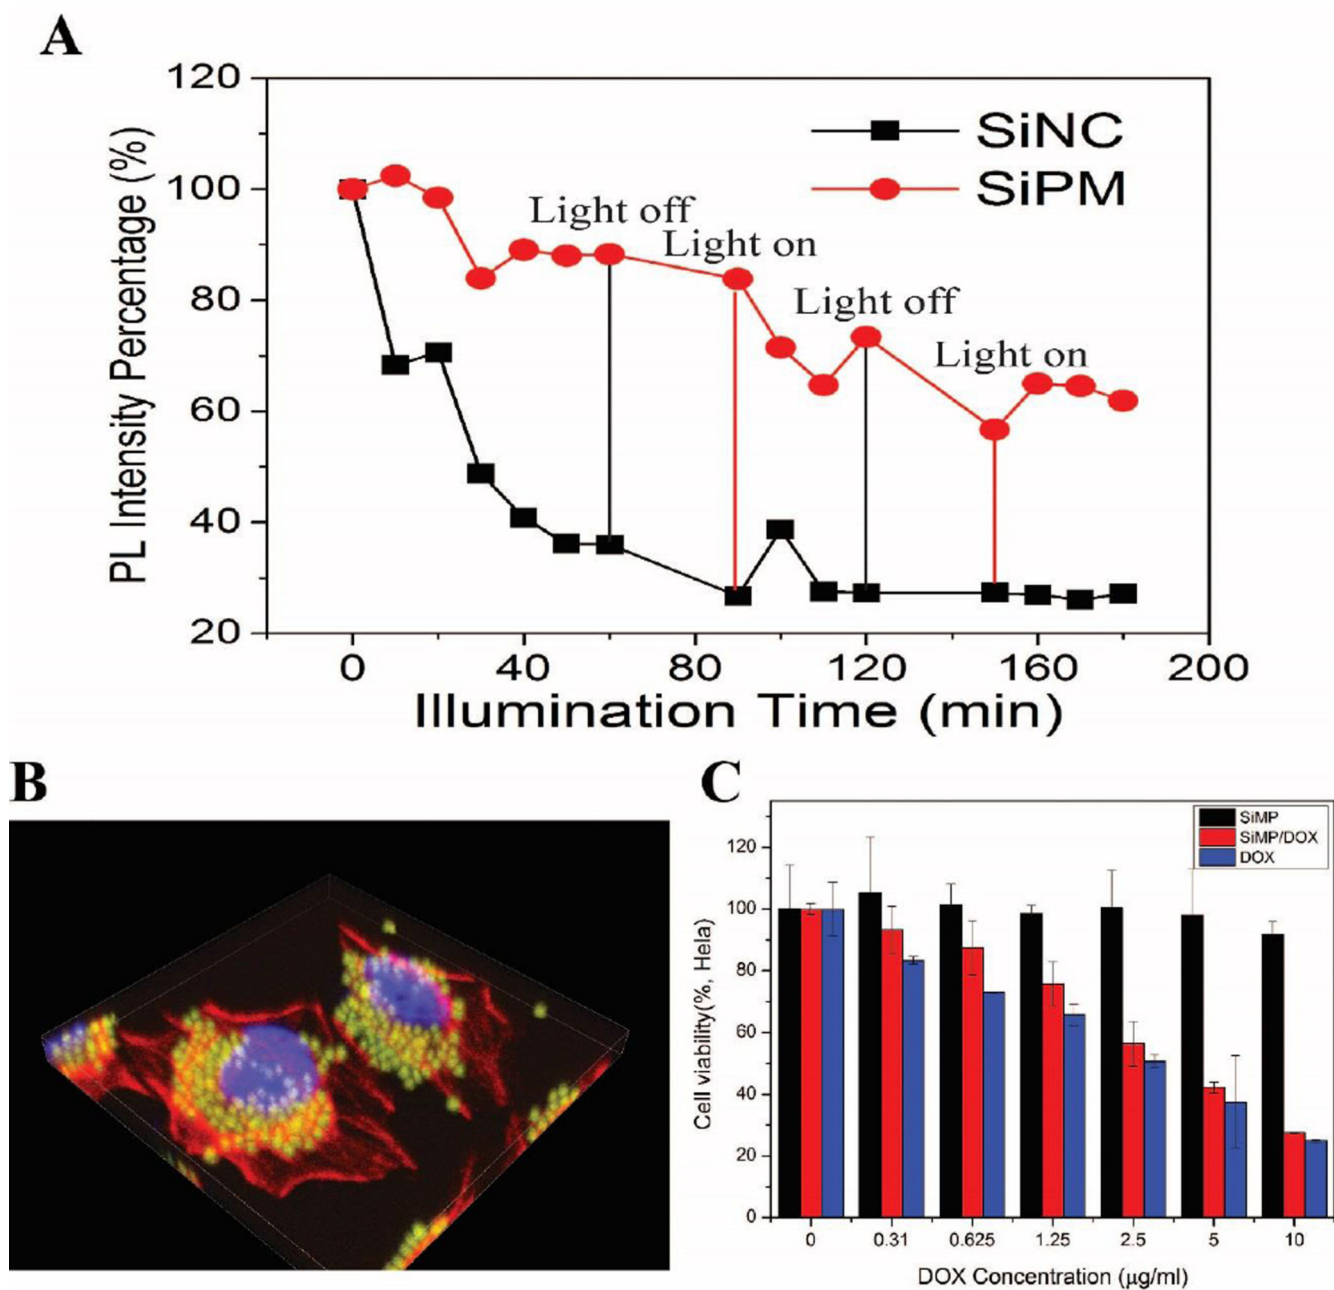 A
120
100
80
60
40
20
PL Intensity Percentage (%)
SiNC
SiPM
Light off
Light on
Light off
Light on
0 40 80 120 160 200
Illumination Time (min)
B
C
SiMP
SiMP/DOX
DOX
120
100
80
60
40
20
0
Cell viability(%, Hela)
0 0.31 0.625 1.25 2.5 5 10
DOX Concentration (μg/ml)